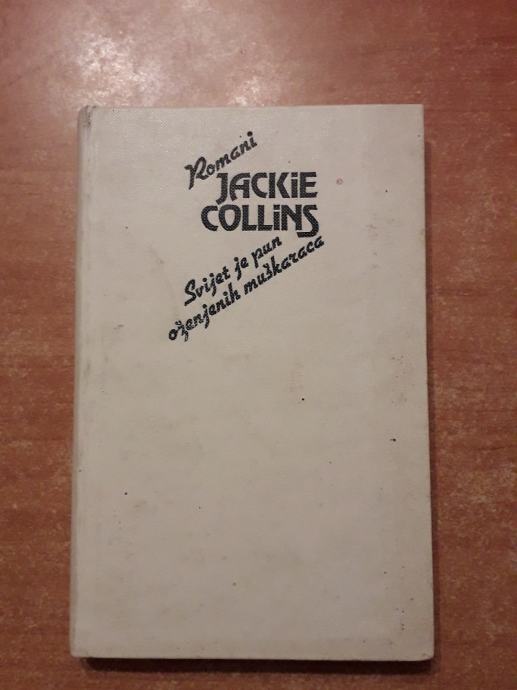 Romani
JACKiE
COLLiNS
Svijet je pun
oženjenih muškaraca